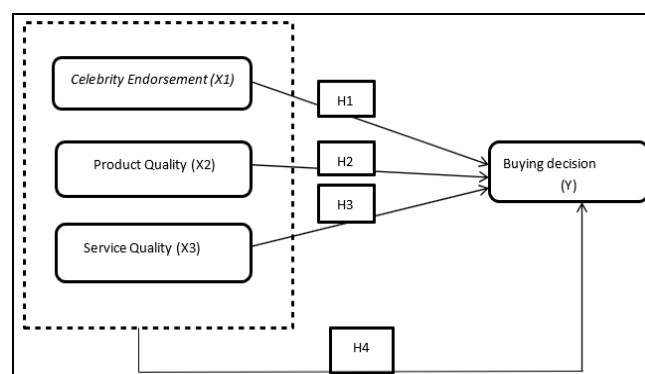 Celebrity Endorsement (X1)
H1
Product Quality (X2)
H2
Buying decision
(Y)
H3
Service Quality (X3)
H4